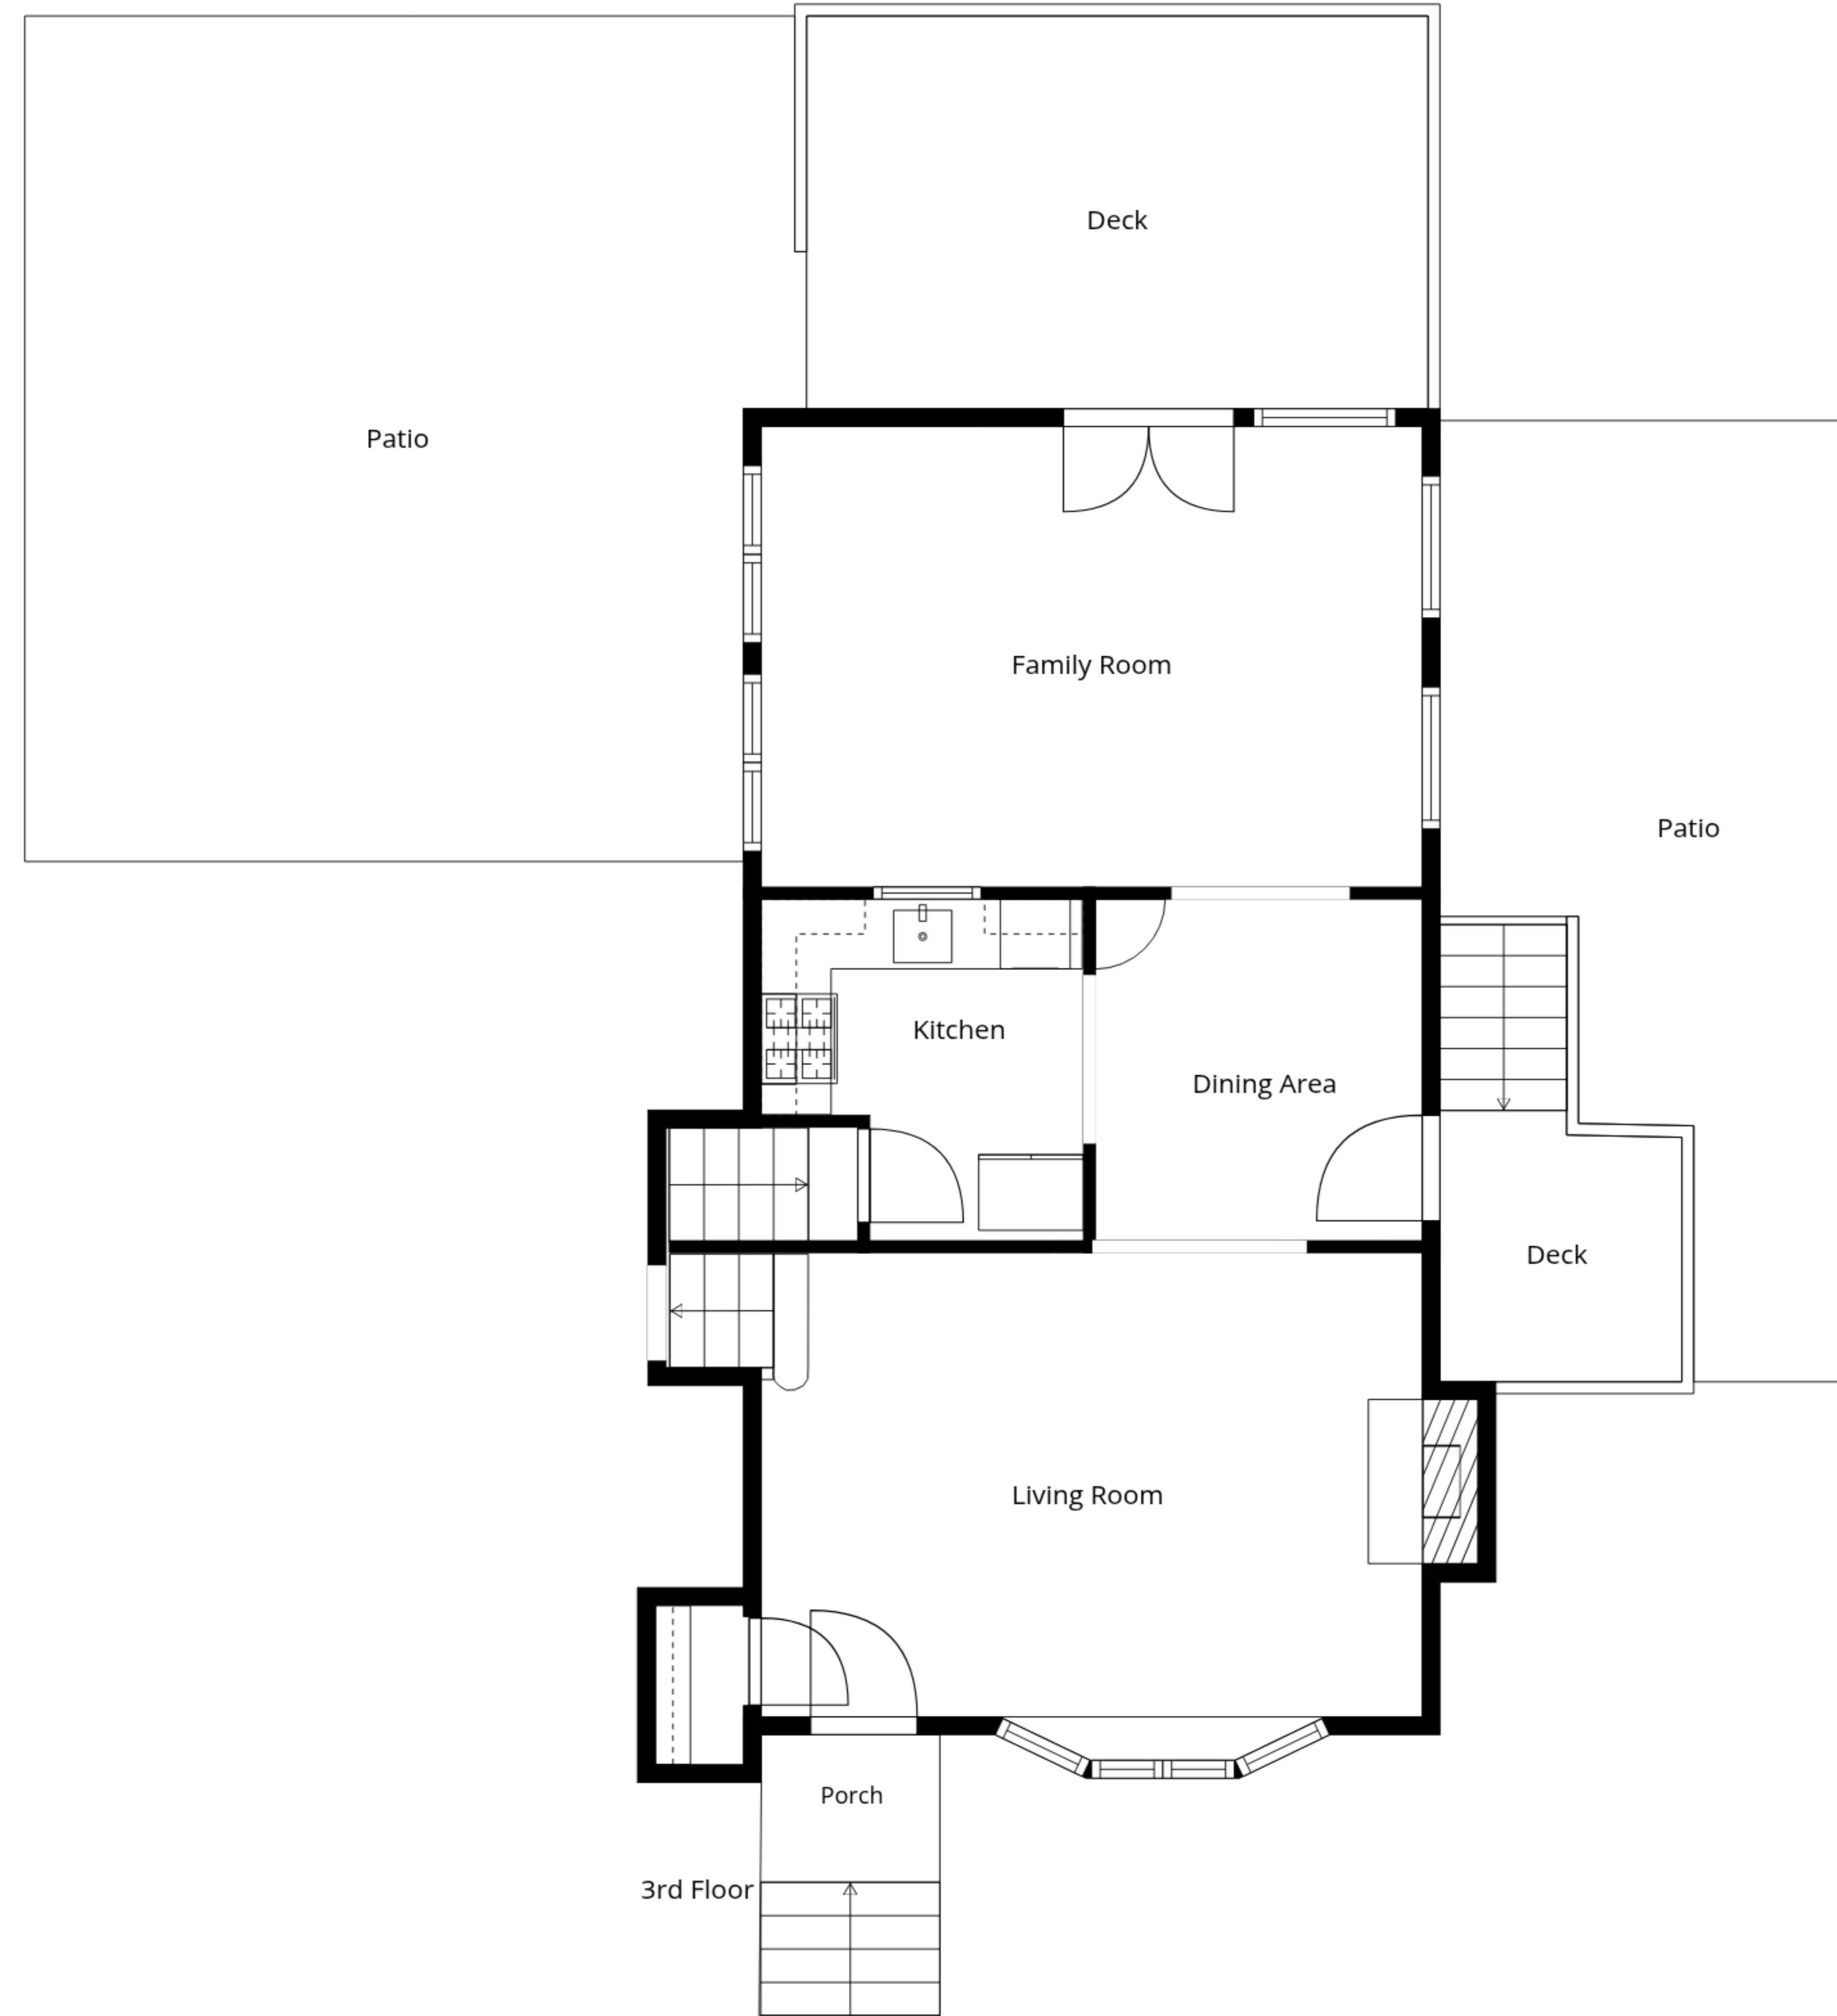 Deck
Patio
Family Room
Patio
Kitchen
Dining Area
Deck
Living Room
Porch
3rd Floor